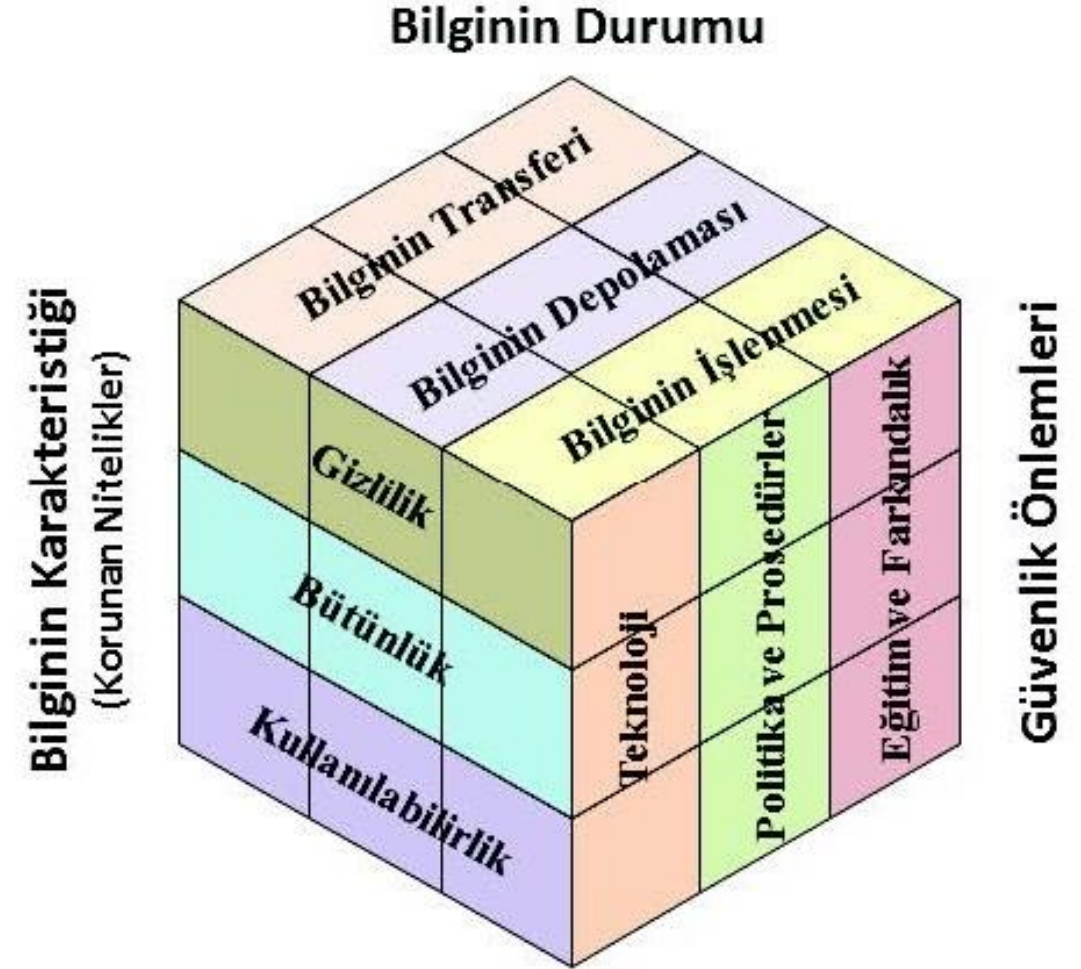 Bilginin Durumu
Bilginin Transferi
Bilginin Depolaması
Bilginin İşlenmesi
Bilginin Karakteristiği
(Korunan Nitelikler)
Gizlilik
Bütünlük
Kullanılabilirlik
Teknoloji
Politika ve Prosedürler
Eğitim ve Farkındalık
Güvenlik Önlemleri